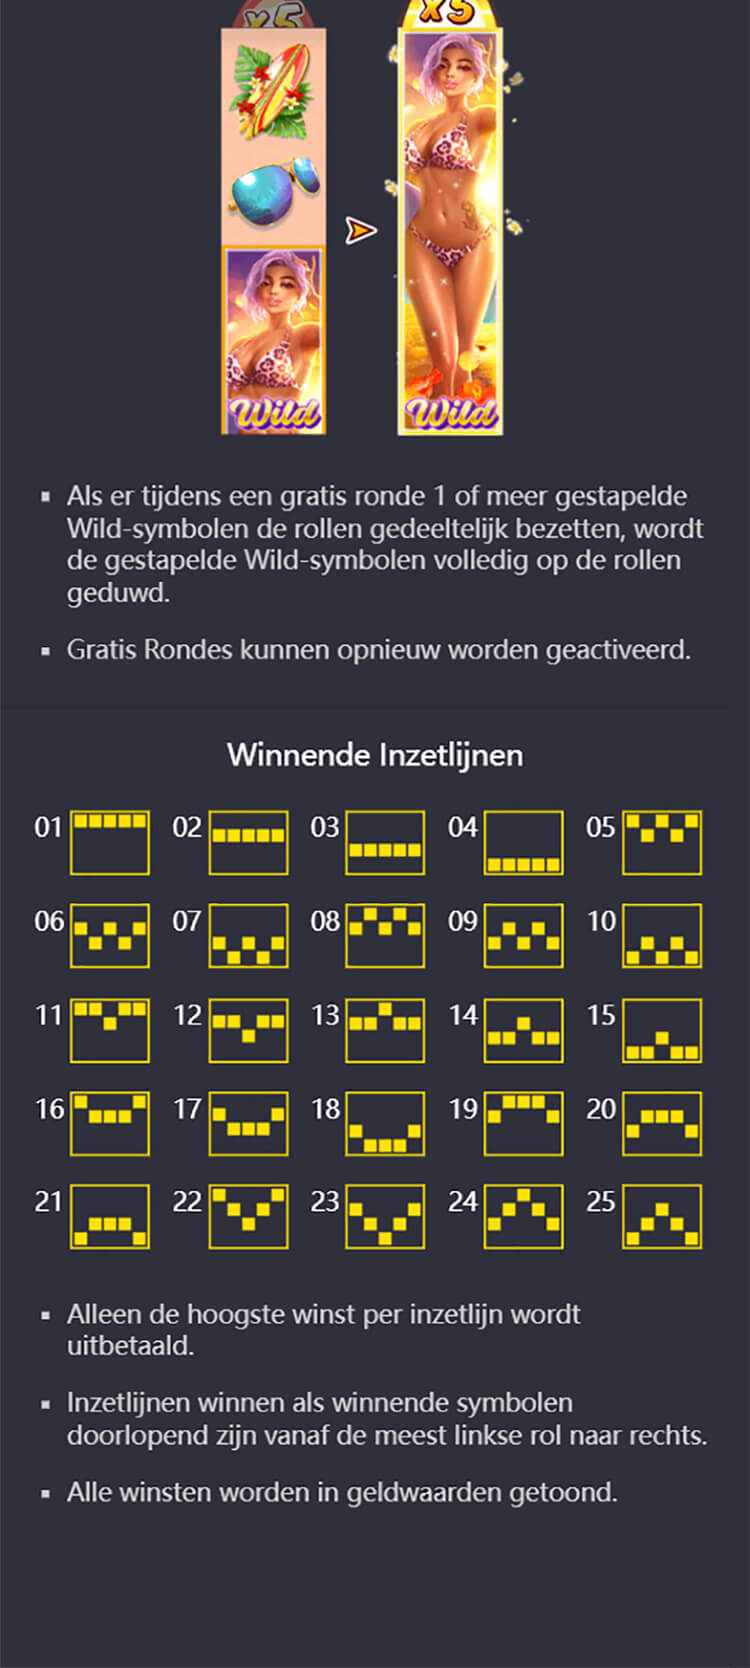 x5 x5
Wild Wild
▪ Als er tijdens een gratis ronde 1 of meer gestapelde
Wild-symbolen de rollen gedeeltelijk bezetten, wordt
de gestapelde Wild-symbolen volledig op de rollen
geduwd.
▪ Gratis Rondes kunnen opnieuw worden geactiveerd.
Winnende Inzetlijnen
01 02 03 04 05
06 07 08 09 10
11 12 13 14 15
16 17 18 19 20
21 22 23 24 25
▪ Alleen de hoogste winst per inzetlijn wordt
uitbetaald.
▪ Inzetlijnen winnen als winnende symbolen
doorlopend zijn vanaf de meest linkse rol naar rechts.
▪ Alle winsten worden in geldwaarden getoond.